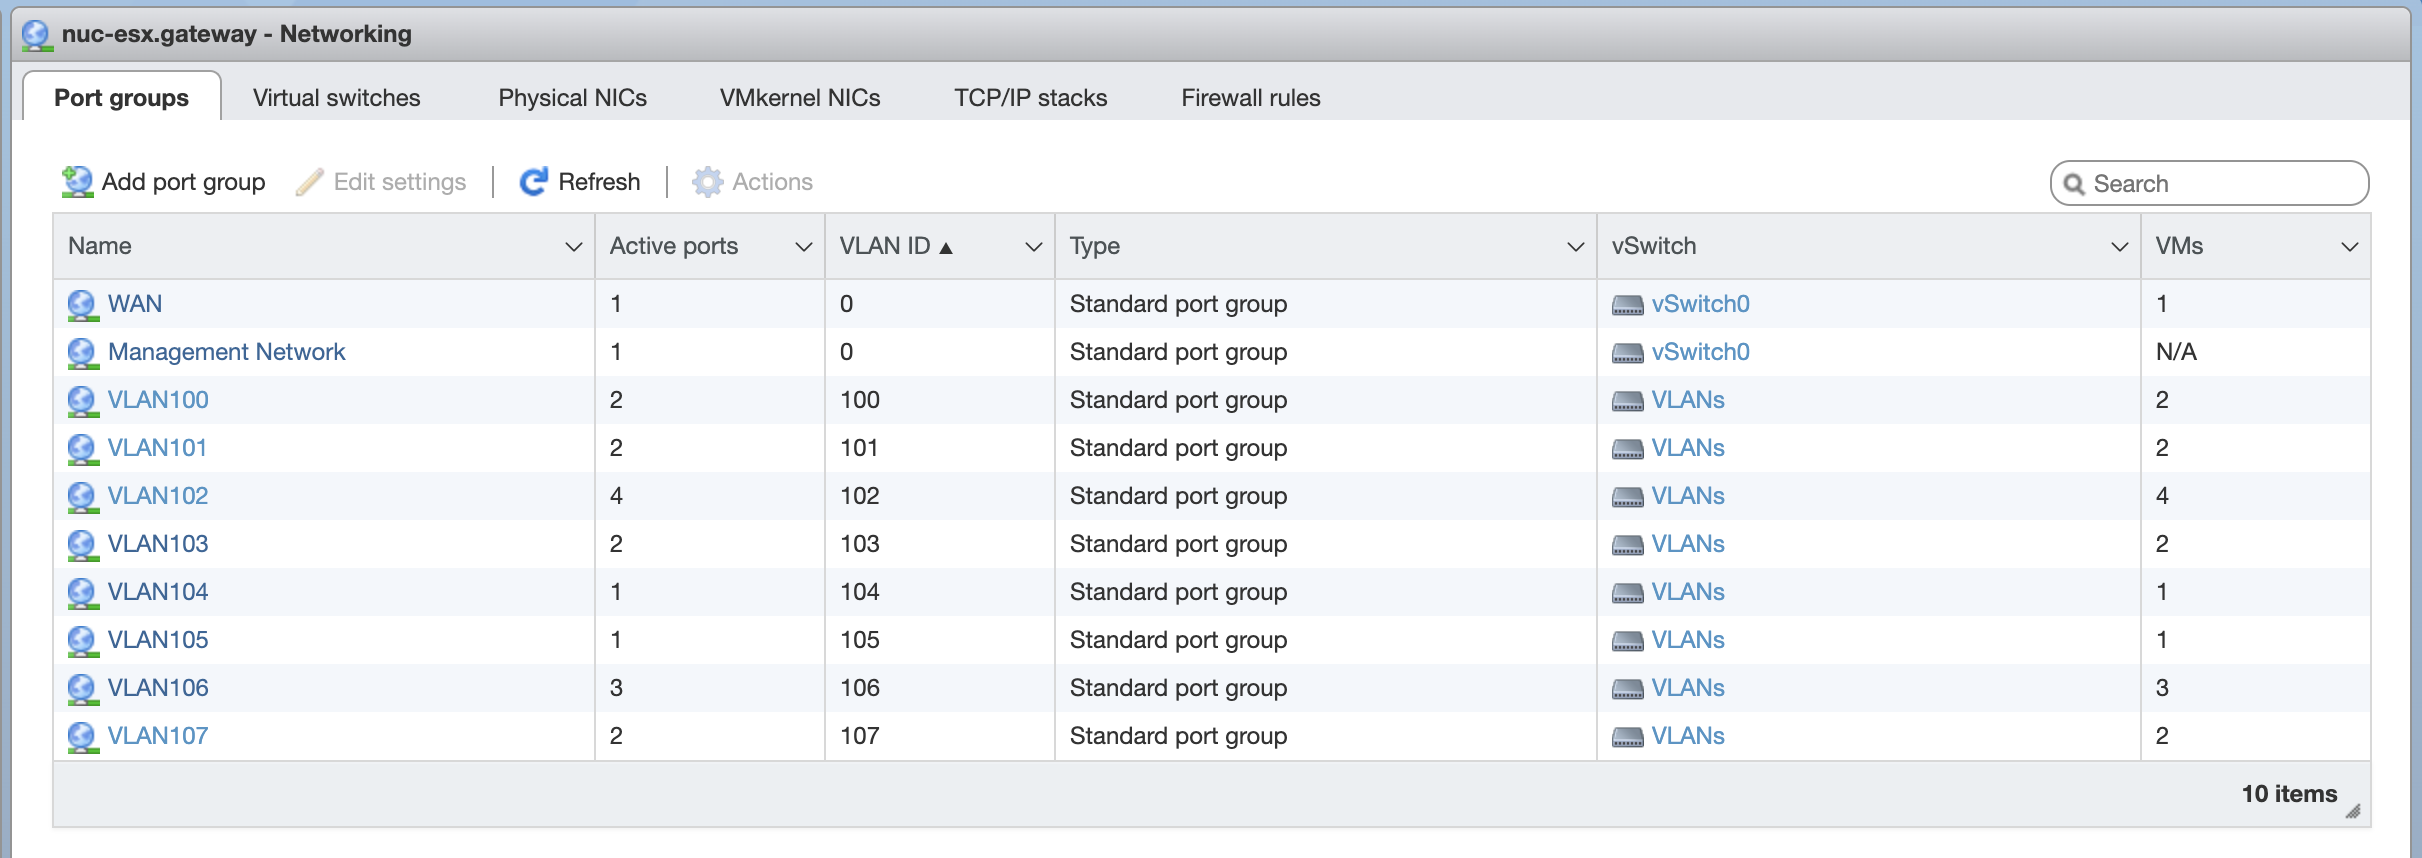 nuc-esx.gateway - Networking
Port groups Virtual switches Physical NICs VMkernel NICs TCP/IP stacks Firewall rules
Add port group Edit settings Refresh Actions Search
Name Active ports VLAN ID ▲ Type vSwitch VMs
WAN 1 0 Standard port group vSwitch0 1
Management Network 1 0 Standard port group vSwitch0 N/A
VLAN100 2 100 Standard port group VLANs 2
VLAN101 2 101 Standard port group VLANs 2
VLAN102 4 102 Standard port group VLANs 4
VLAN103 2 103 Standard port group VLANs 2
VLAN104 1 104 Standard port group VLANs 1
VLAN105 1 105 Standard port group VLANs 1
VLAN106 3 106 Standard port group VLANs 3
VLAN107 2 107 Standard port group VLANs 2
10 items